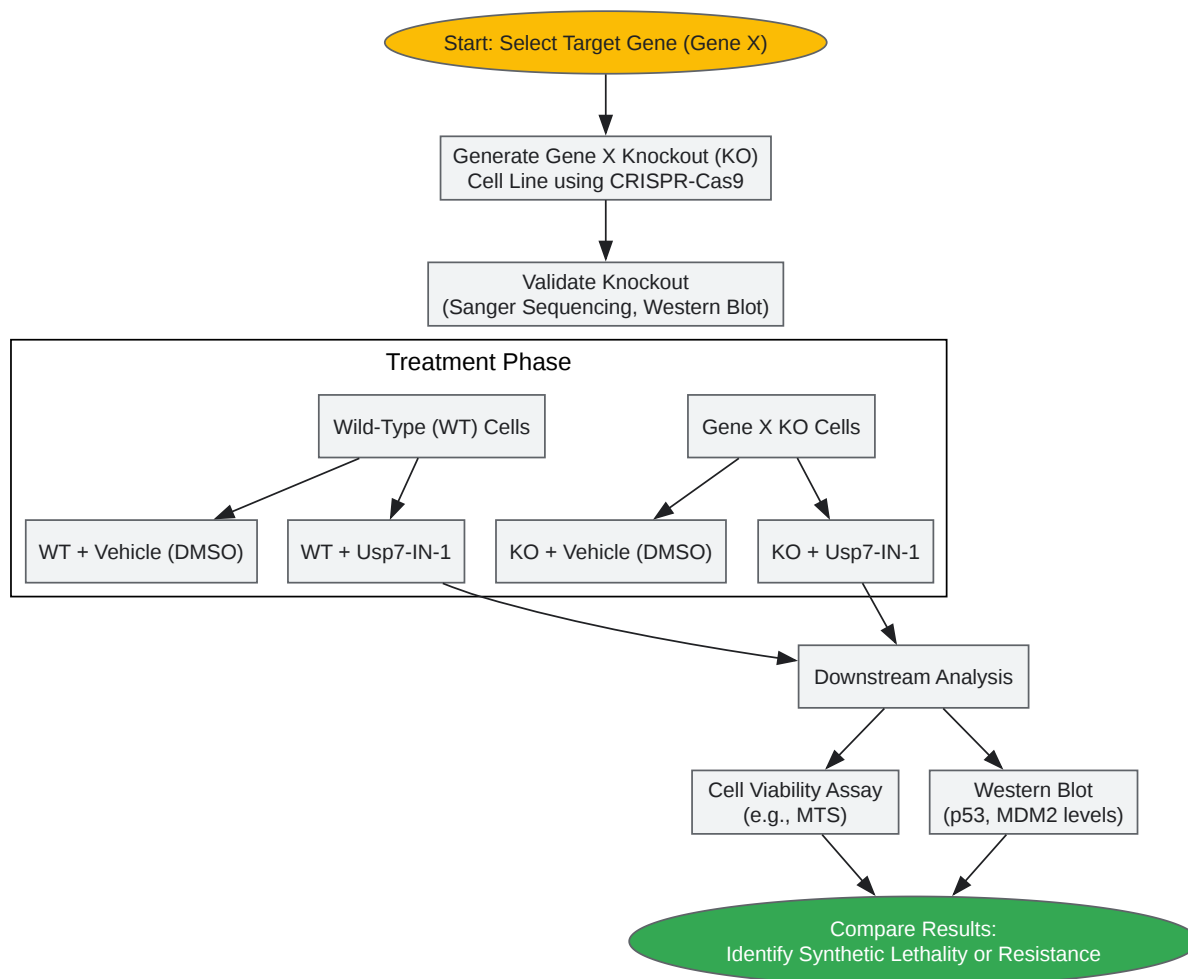 Start: Select Target Gene (Gene X)
Generate Gene X Knockout (KO)
Cell Line using CRISPR-Cas9
Validate Knockout
(Sanger Sequencing, Western Blot)
Treatment Phase
Wild-Type (WT) Cells
Gene X KO Cells
WT + Vehicle (DMSO)
WT + Usp7-IN-1
KO + Vehicle (DMSO)
KO + Usp7-IN-1
Downstream Analysis
Cell Viability Assay
(e.g., MTS)
Western Blot
(p53, MDM2 levels)
Compare Results:
Identify Synthetic Lethality or Resistance